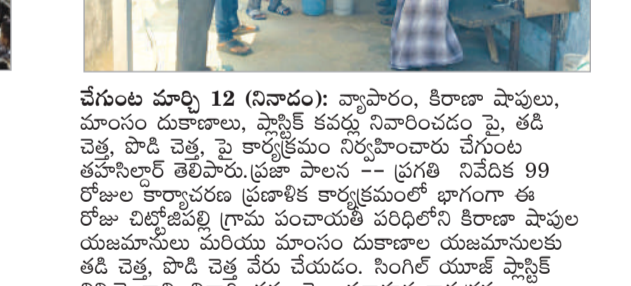 చేగుంట మార్చి 12 (నినాదం): వ్యాపారం, కిరాణా షాపులు,
మాంసం దుకాణాలు, ప్లాస్టిక్ కవర్లు నివారించడం పై, తడి
చెత్త, పొడి చెత్త, పై కార్యక్రమం నిర్వహించారు చేగుంట
తహసిల్దార్ తెలిపారు.ప్రజా పాలన -- ప్రగతి నివేదిక 99
రోజుల కార్యాచరణ ప్రణాళిక కార్యక్రమంలో భాగంగా ఈ
రోజు చిట్టోజిపల్లి గ్రామ పంచాయతీ పరిధిలోని కిరాణా షాపుల
యజమానులు మరియు మాంసం దుకాణాల యజమానులకు
తడి చెత్త, పొడి చెత్త వేరు చేయడం. సింగిల్ యూజ్ ప్లాస్టిక్